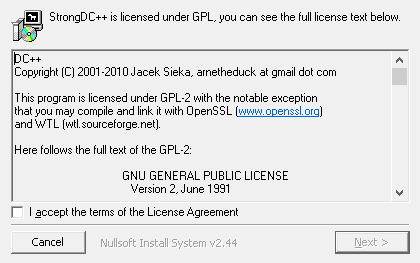 StrongDC++ is licensed under GPL, you can see the full license text below.
DC++
Copyright (C) 2001-2010 Jacek Sieka, arnetheduck at gmail dot com
This program is licensed under GPL-2 with the notable exception
that you may compile and link it with OpenSSL (www.openssl.org)
and WTL (wtl.sourceforge.net).
Here follows the full text of the GPL-2:
GNU GENERAL PUBLIC LICENSE
Version 2, June 1991
I accept the terms of the License Agreement
Cancel
Nullsoft Install System v2.44
Next >